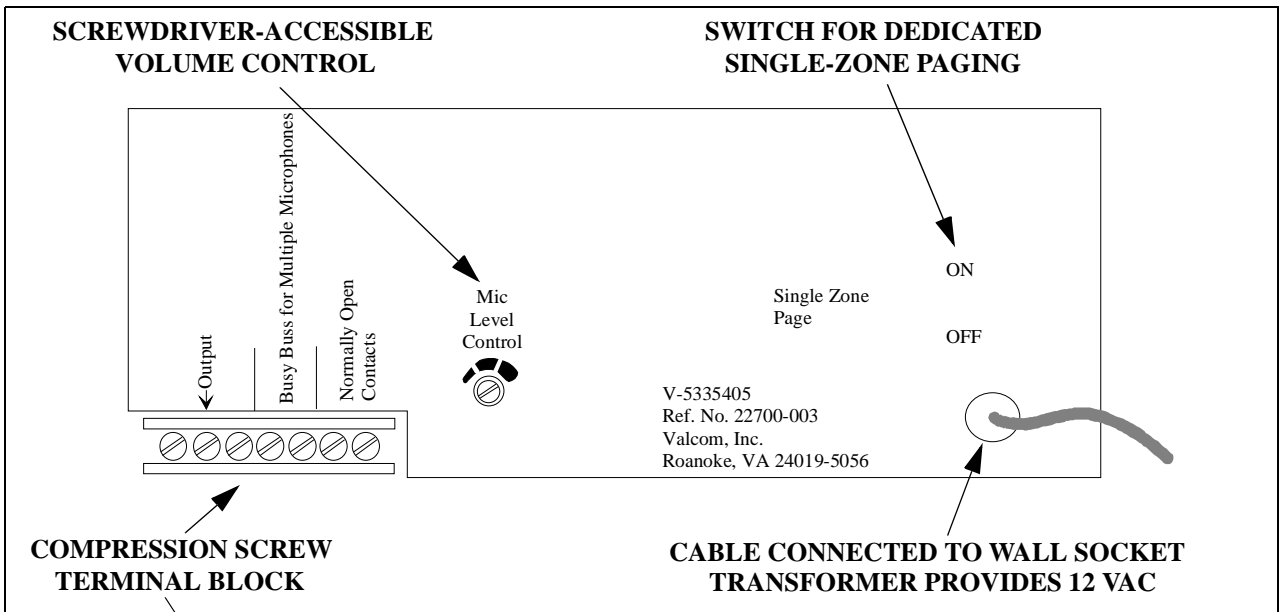 SCREWDRIVER-ACCESSIBLE
VOLUME CONTROL
SWITCH FOR DEDICATED
SINGLE-ZONE PAGING
Output
Busy Buss for Multiple Microphones
Normally Open
Contacts
Mic
Level
Control
Single Zone
Page
ON
OFF
V-5335405
Ref. No. 22700-003
Valcom, Inc.
Roanoke, VA 24019-5056
COMPRESSION SCREW
TERMINAL BLOCK
CABLE CONNECTED TO WALL SOCKET
TRANSFORMER PROVIDES 12 VAC